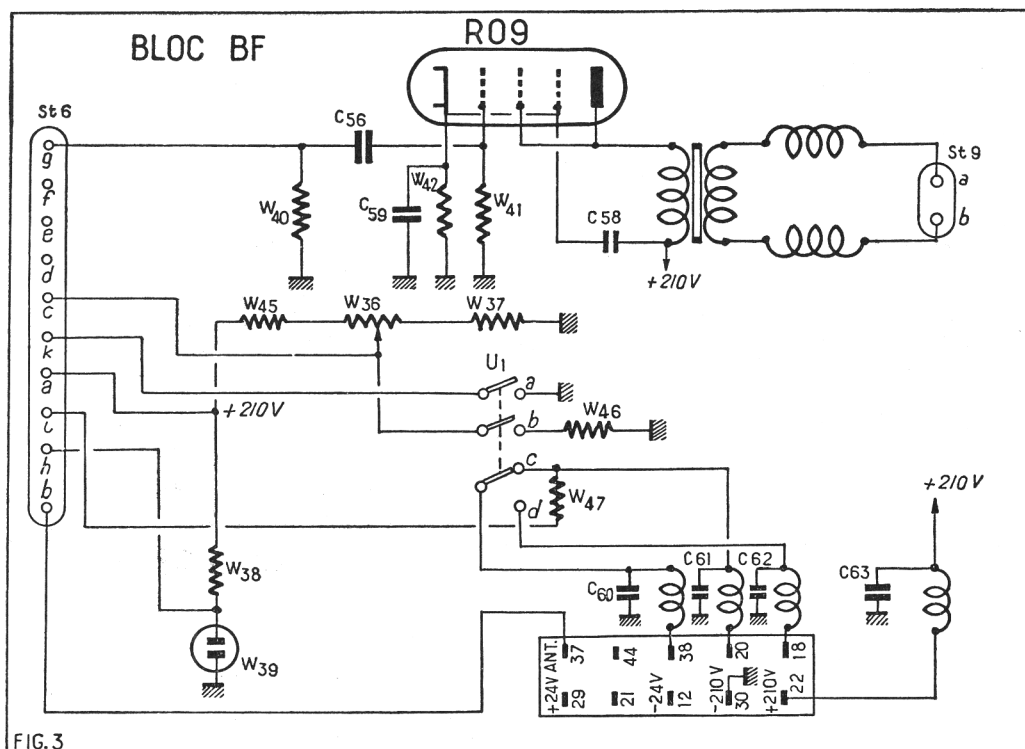 BLOC BF
R09
St6
g
f
e
d
c
k
a
i
h
b
C56
W40
C59
W42
W41
C58
+210V
St9
a
b
W45
W36
W37
+210V
U1
a
b
W46
c
d
W47
W38
W39
C60
C61
C62
C63
+210V
ANT. 37
44
38
20
18
+24V 29
21
-24V 12
-210V 30
+210V 22
FIG.3